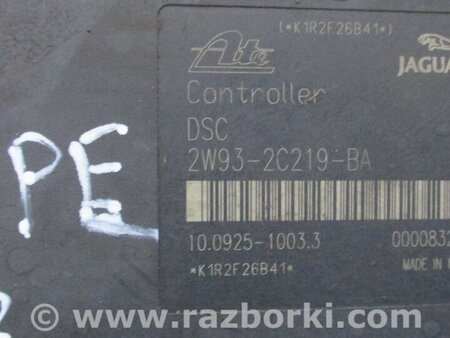 (*K1R2F26B41*)
Ate
JAGUA
Controller
DSC
2W93-2C219-BA
PE
10.0925-1003.3 0000832
*K1R2F26B41* MADE IN
© www.razborki.com